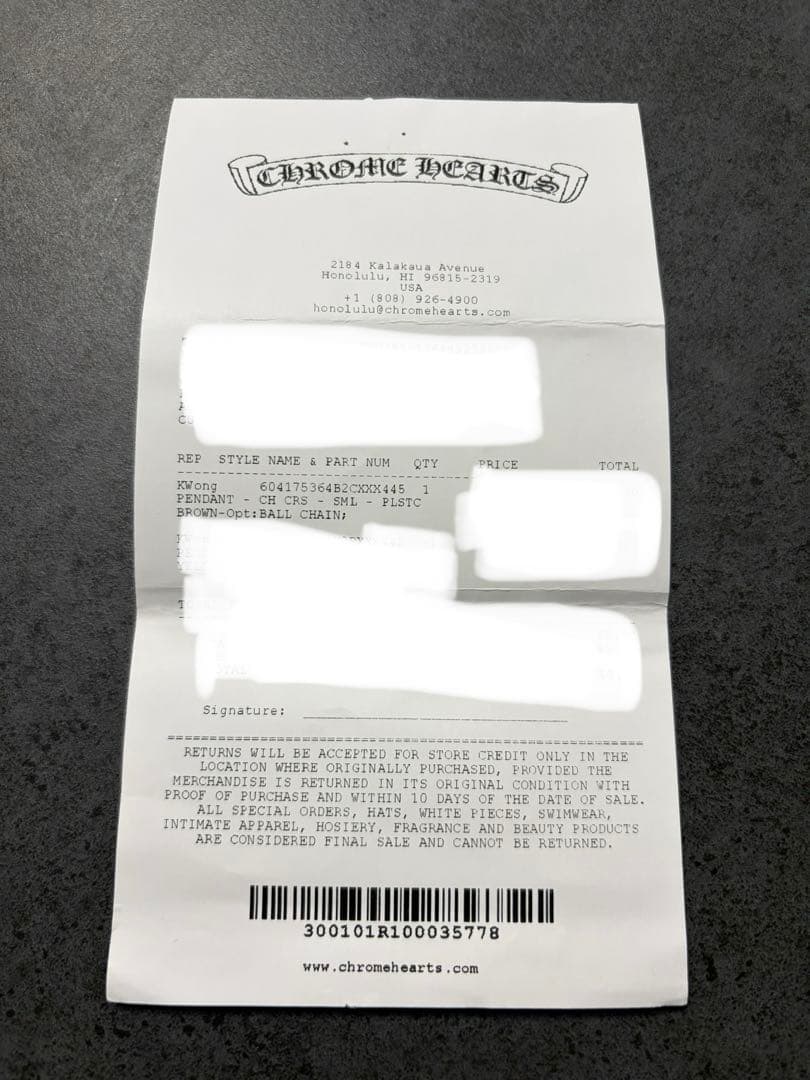 CHROME HEARTS
2184 Kalakaua Avenue
Honolulu, HI 96815-2319
USA
+1 (808) 926-4900
honolulu@chromehearts.com
REP STYLE NAME & PART NUM QTY PRICE TOTAL
KWong 604175364B2CXXX445 1
PENDANT - CH CRS - SML - PLSTC
BROWN-Opt:BALL CHAIN;
Signature:
RETURNS WILL BE ACCEPTED FOR STORE CREDIT ONLY IN THE
LOCATION WHERE ORIGINALLY PURCHASED, PROVIDED THE
MERCHANDISE IS RETURNED IN ITS ORIGINAL CONDITION WITH
PROOF OF PURCHASE AND WITHIN 10 DAYS OF THE DATE OF SALE.
ALL SPECIAL ORDERS, HATS, WHITE PIECES, SWIMWEAR,
INTIMATE APPAREL, HOSIERY, FRAGRANCE AND BEAUTY PRODUCTS
ARE CONSIDERED FINAL SALE AND CANNOT BE RETURNED.
300101R100035778
www.chromehearts.com